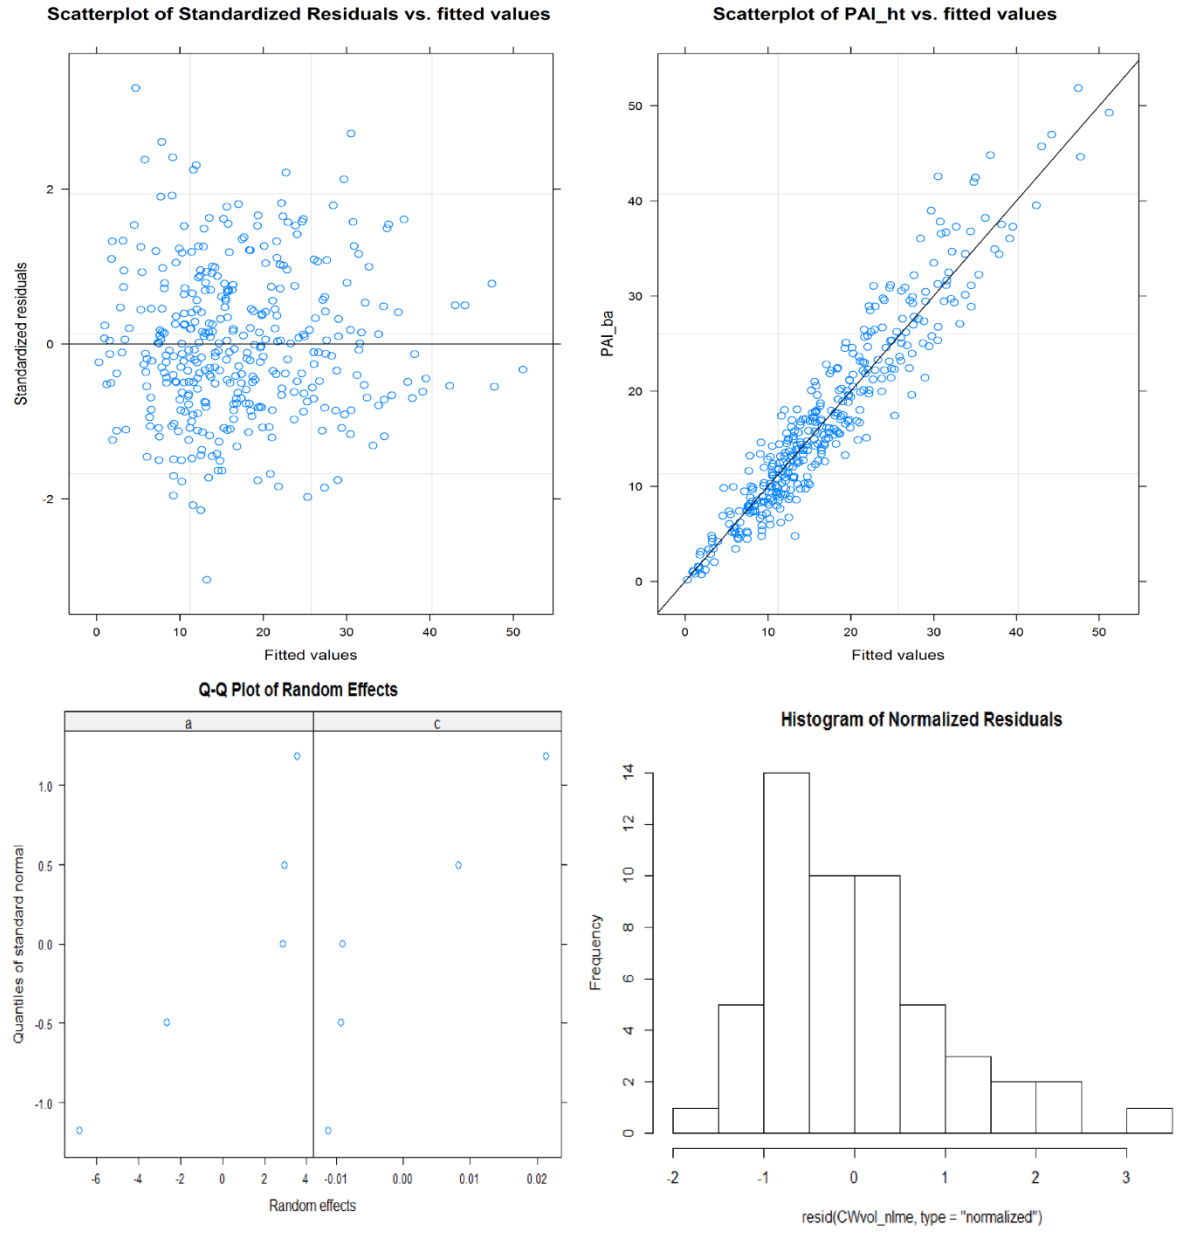 Scatterplot of Standardized Residuals vs. fitted values
Standardized residuals
2
0
-2
0 10 20 30 40 50
Fitted values
Scatterplot of PAI_ht vs. fitted values
PAI_ba
50
40
30
20
10
0
0 10 20 30 40 50
Fitted values
Q-Q Plot of Random Effects
a c
Quantiles of standard normal
1.0
0.5
0.0
-0.5
-1.0
-6 -4 -2 0 2 4 -0.01 0.00 0.01 0.02
Random effects
Histogram of Normalized Residuals
Frequency
14
12
10
8
6
4
2
0
-2 -1 0 1 2 3
resid(CWvol_nlme, type = "normalized")